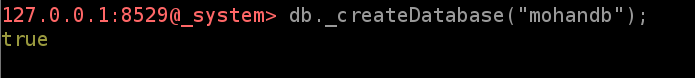 127.0.0.1:8529@_system> db._createDatabase("mohandb");
true